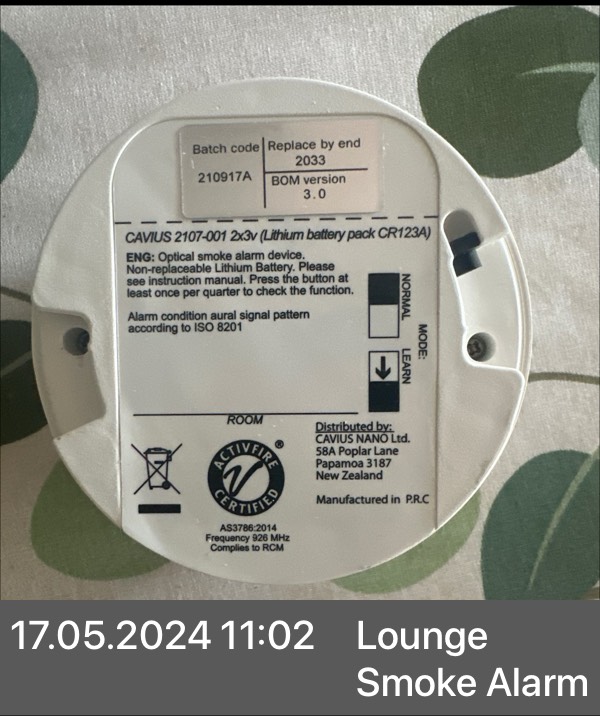 Batch code
210917A
Replace by end
2033
BOM version
3.0
CAVIUS 2107-001 2x3v (Lithium battery pack CR123A)
ENG: Optical smoke alarm device.
Non-replaceable Lithium Battery. Please
see instruction manual. Press the button at
least once per quarter to check the function.
Alarm condition aural signal pattern
according to ISO 8201
NORMAL
MODE:
LEARN
ROOM
ACTIVFIRE
®
CERTIFIED
AS3786:2014
Frequency 926 MHz
Complies to RCM
Distributed by:
CAVIUS NANO Ltd.
58A Poplar Lane
Papamoa 3187
New Zealand
Manufactured in P.R.C
17.05.2024 11:02
Lounge
Smoke Alarm